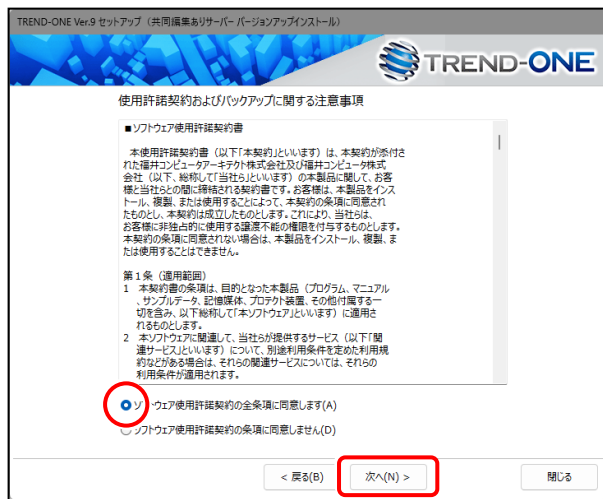 TREND-ONE Ver.9 セットアップ（共同編集ありサーバー バージョンアップインストール）
TREND-ONE
使用許諾契約およびバックアップに関する注意事項
■ソフトウェア使用許諾契約書
本使用許諾契約書（以下「本契約」といいます）は、本契約が添付さ
れた福井コンピュータアーキテクト株式会社及び福井コンピュータ株式
会社（以下、総称して「当社ら」といいます）の本製品に関して、お客
様と当社らとの間に締結される契約書です。お客様は、本製品をインス
トール、複製、または使用することによって、本契約の条項に同意され
たものとし、本契約は成立したものとします。これにより、当社らは、
お客様に非独占的に使用する譲渡不能の権限を付与するものとします。
本契約の条項に同意されない場合は、本製品をインストール、複製、ま
たは使用することはできません。
第１条（適用範囲）
1 本契約書の条項は、目的となった本製品（プログラム、マニュアル
、サンプルデータ、記憶媒体、プロテクト装置、その他付属する一
切を含み、以下総称して「本ソフトウェア」といいます）に適用さ
れるものとします。
2 本ソフトウェアに関連して、当社らが提供するサービス（以下「関
連サービス」といいます）について、別途利用条件を定めた利用規
約などがある場合は、それらの関連サービスについては、それらの
利用条件が適用されます。
ソフトウェア使用許諾契約の全条項に同意します(A)
ソフトウェア使用許諾契約の条項に同意しません(D)
< 戻る(B)
次へ(N) >
閉じる